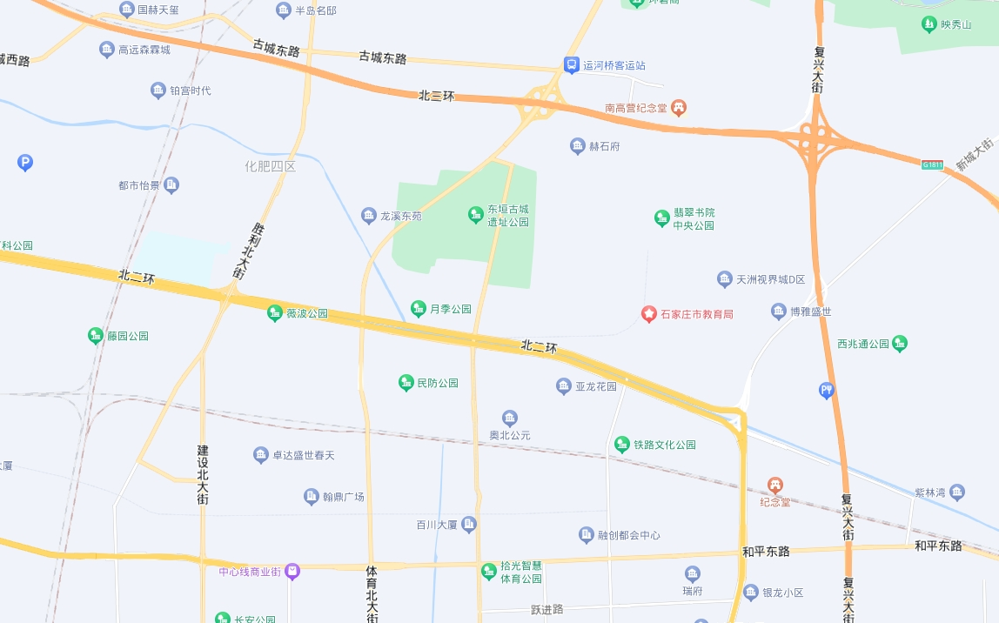 国赫天玺
半岛名邸
映秀山
高远森霖城
古城东路
古城东路
城西路
运河桥客运站
复兴大街
铂宫时代
北三环
南高营纪念堂
赫石府
P
化肥四区
G1811
新城大街
都市怡景
龙溪东苑
东垣古城
遗址公园
翡翠书院
中央公园
科公园
胜利北大街
北二环
天洲视界城D区
薇波公园
月季公园
石家庄市教育局
博雅盛世
藤园公园
北二环
西兆通公园
民防公园
亚龙花园
P
奥北公元
铁路文化公园
建设北大街
卓达盛世春天
大厦
翰鼎广场
纪念堂
紫林湾
复兴大街
百川大厦
融创都会中心
和平东路
和平东路
中心线商业街
体育北大街
拾光智慧
体育公园
瑞府
银龙小区
复兴大街
跃进路
长安公园